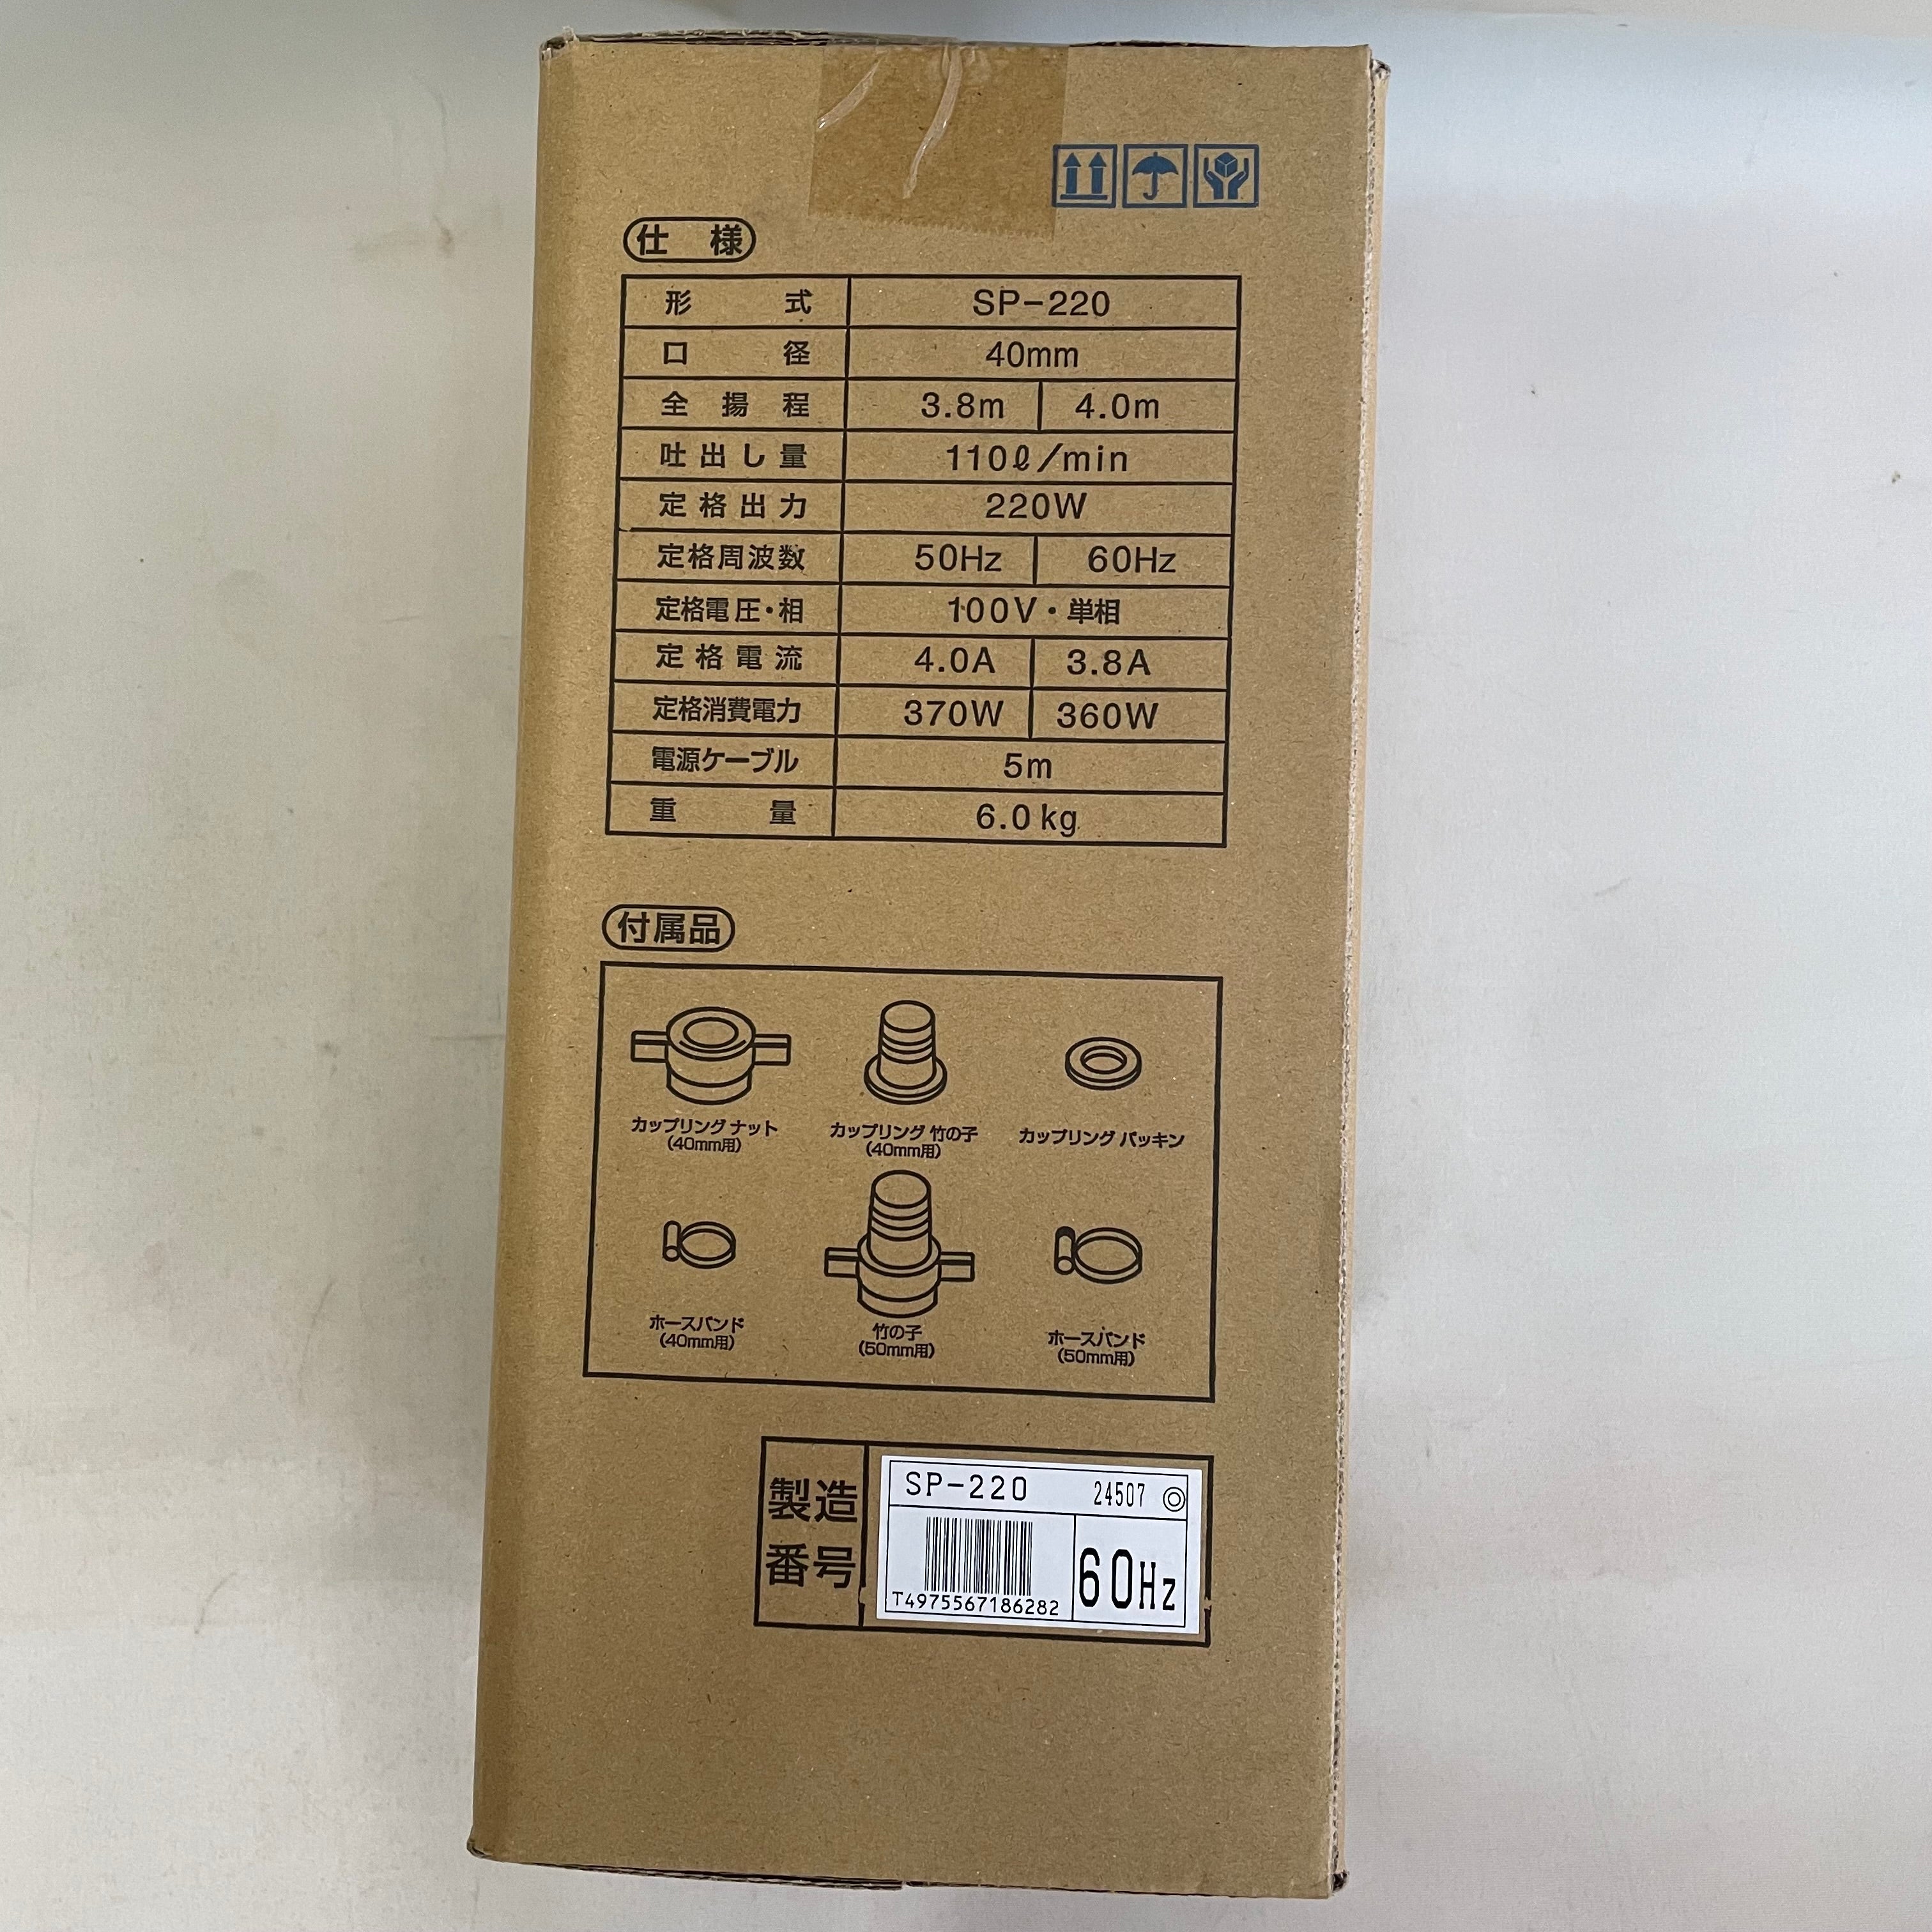 仕 様
形 式 SP-220
口 径 40mm
全 揚 程 3.8m 4.0m
吐出し量 110ℓ/min
定格出力 220W
定格周波数 50Hz 60Hz
定格電圧・相 100V・単相
定格電流 4.0A 3.8A
定格消費電力 370W 360W
電源ケーブル 5m
重 量 6.0kg
付属品
カップリング ナット
(40mm用)
カップリング 竹の子
(40mm用)
カップリング パッキン
ホースバンド
(40mm用)
竹の子
(50mm用)
ホースバンド
(50mm用)
製造
番号
SP-220 24507 ◎
60Hz
T4975567186282